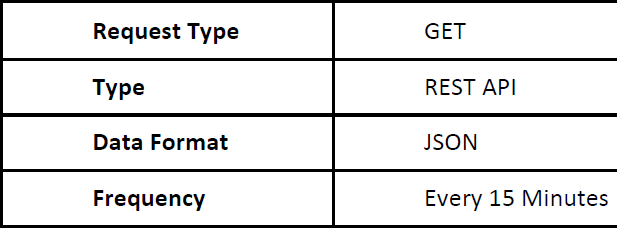 Request Type GET
Type REST API
Data Format JSON
Frequency Every 15 Minutes